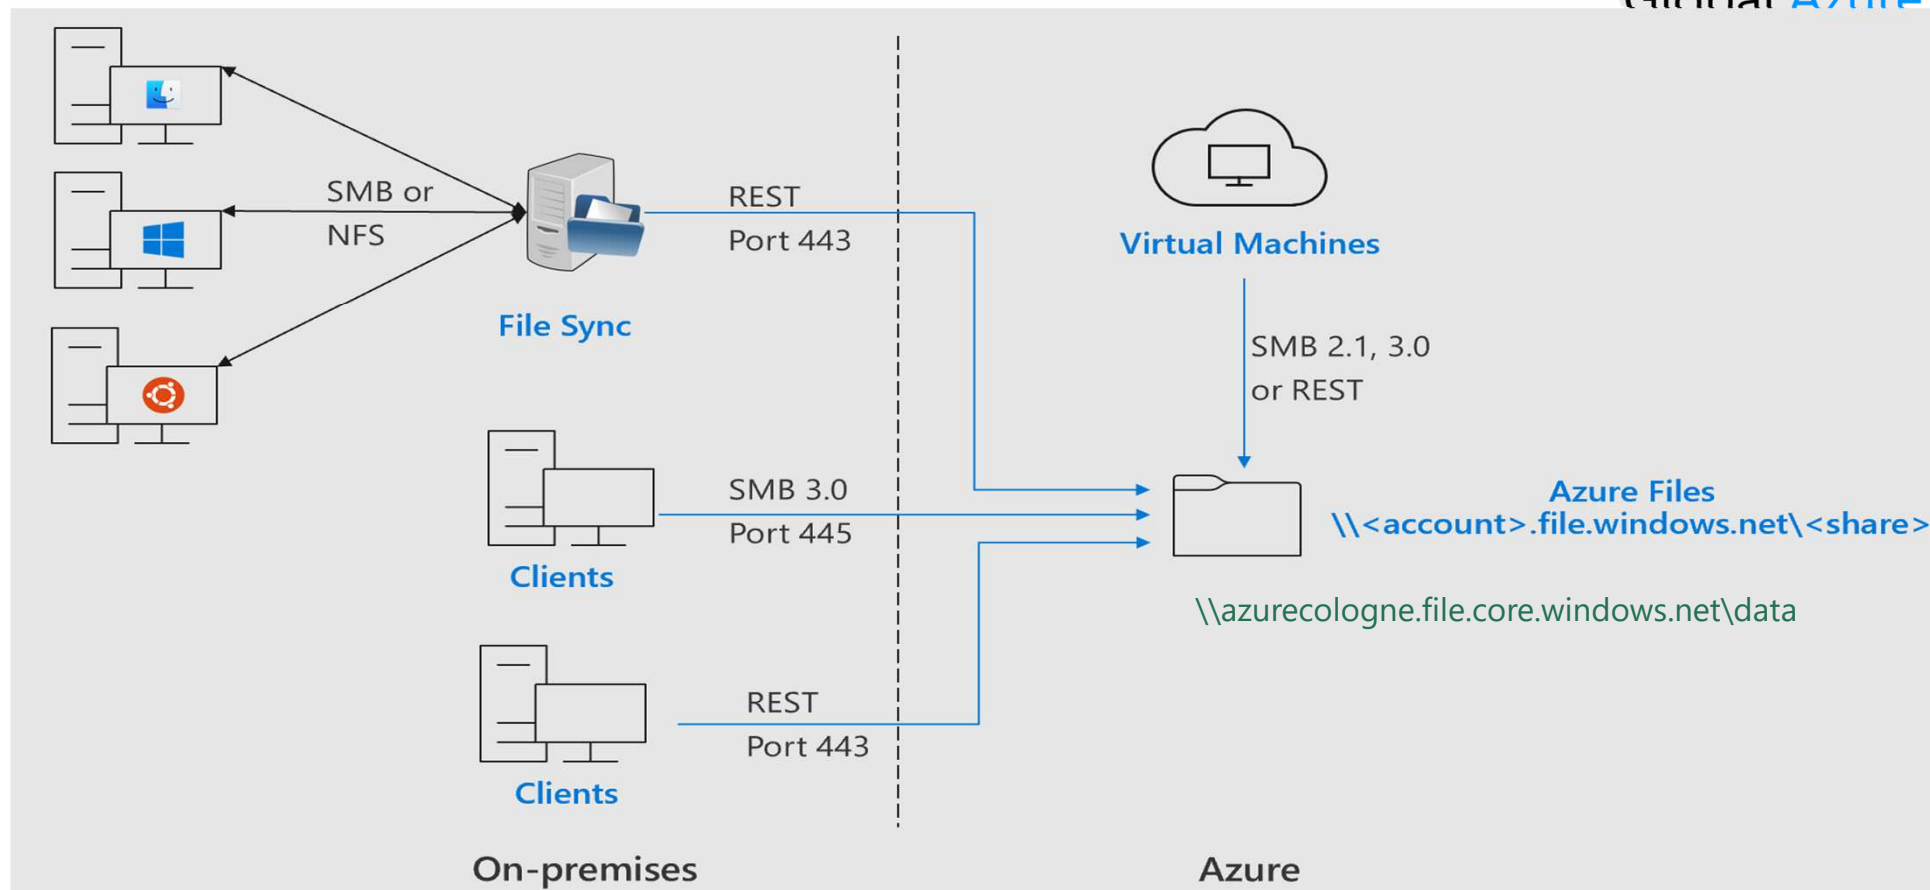 Global Azure
SMB or
NFS
File Sync
REST
Port 443
Virtual Machines
SMB 2.1, 3.0
or REST
SMB 3.0
Port 445
Clients
Azure Files
\\<account>.file.windows.net\<share>
\\azurecologne.file.core.windows.net\data
REST
Port 443
Clients
On-premises
Azure